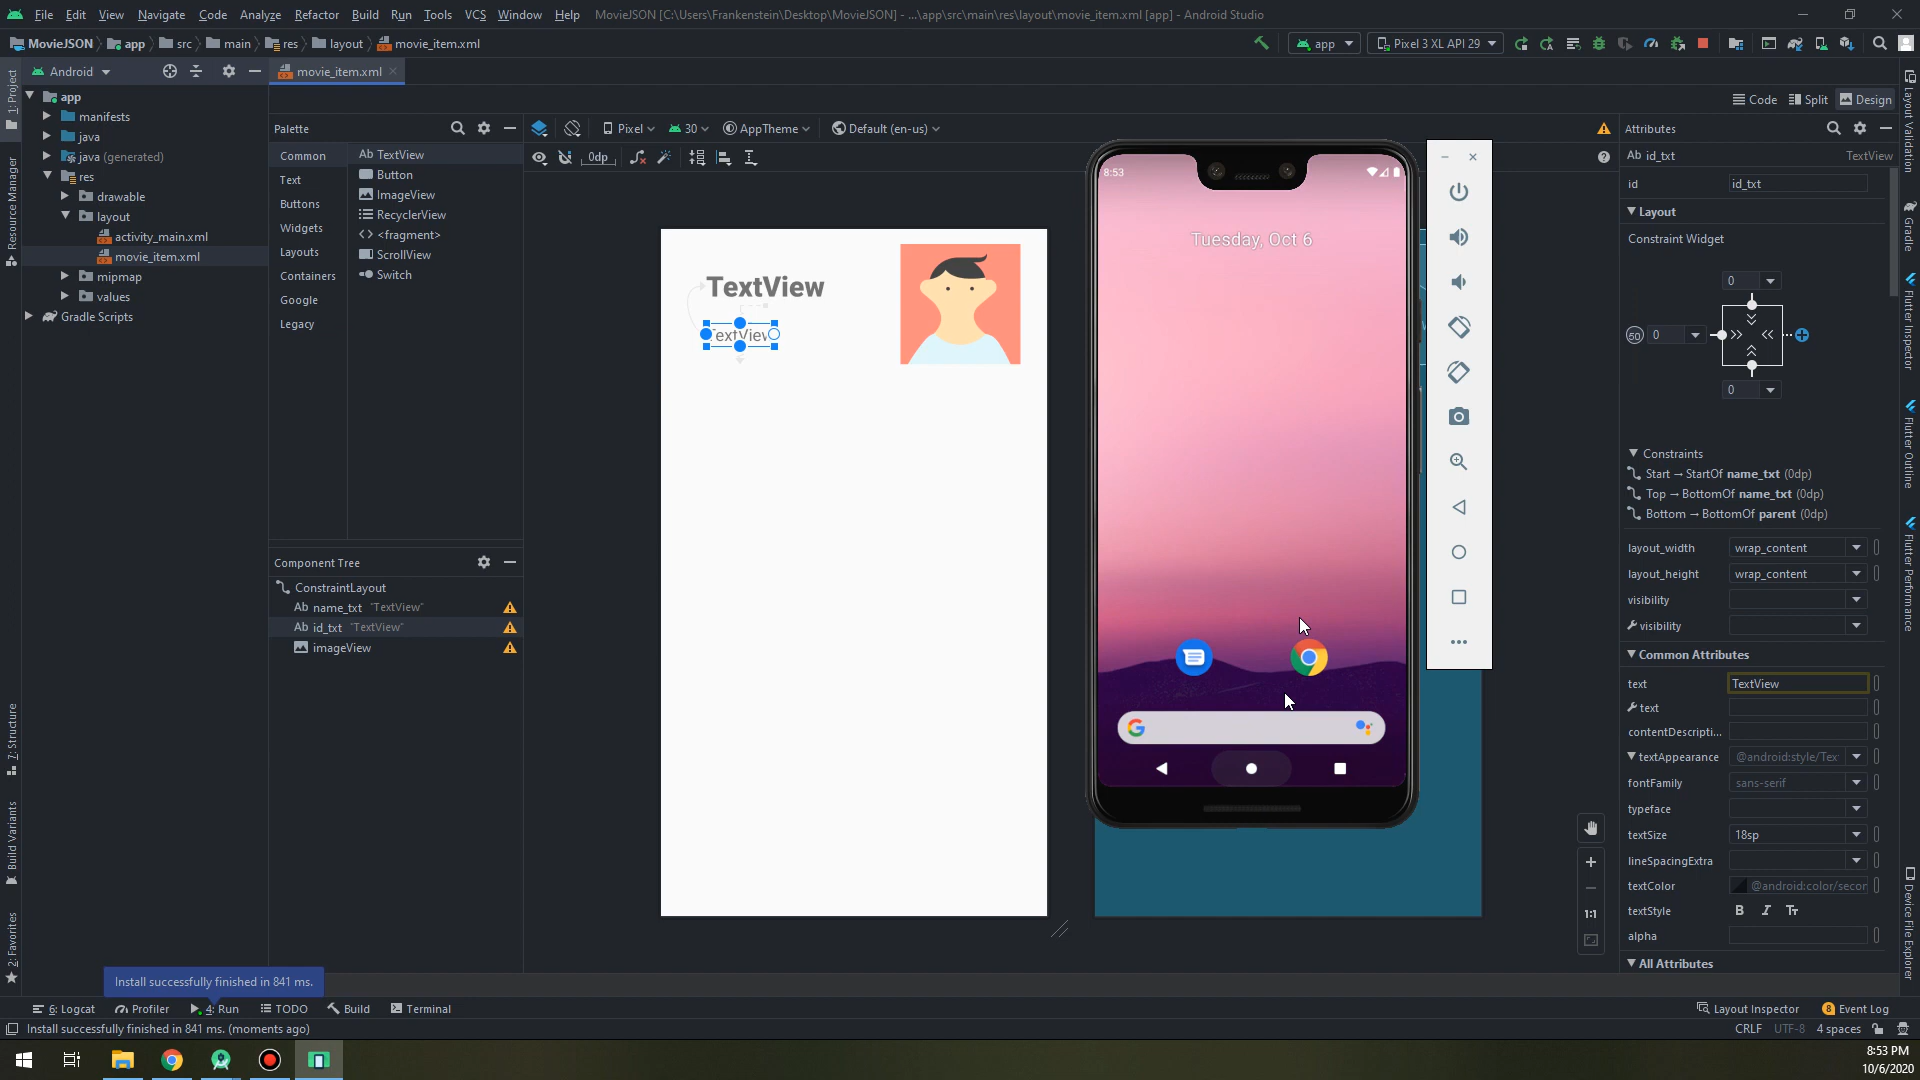 File Edit View Navigate Code Analyze Refactor Build Run Tools VCS Window Help MovieJSON [C:\Users\Frankenstein\Desktop\MovieJSON] - ...\app\src\main\res\layout\movie_item.xml [app] - Android Studio
MovieJSON app src main res layout movie_item.xml app Pixel 3 XL API 29
Android movie_item.xml
app
manifests
java
java (generated)
res
drawable
layout
activity_main.xml
movie_item.xml
mipmap
values
Gradle Scripts
1: Project
Resource Manager
7: Structure
Build Variants
2: Favorites
Code Split Design
Palette
Common
Text
Buttons
Widgets
Layouts
Containers
Google
Legacy
Ab TextView
Button
ImageView
RecyclerView
<fragment>
ScrollView
Switch
Component Tree
ConstraintLayout
Ab name_txt "TextView"
Ab id_txt "TextView"
imageView
Pixel 30 AppTheme Default (en-us)
0dp
TextView
TextView
8:53
Tuesday, Oct 6
1:1
Attributes
Ab id_txt TextView
id id_txt
Layout
Constraint Widget
0
50 0
0
Constraints
Start → StartOf name_txt (0dp)
Top → BottomOf name_txt (0dp)
Bottom → BottomOf parent (0dp)
layout_width wrap_content
layout_height wrap_content
visibility
visibility
Common Attributes
text TextView
text
contentDescripti...
textAppearance @android:style/Tex
fontFamily sans-serif
typeface
textSize 18sp
lineSpacingExtra
textColor @android:color/secor
textStyle B I Tт
alpha
All Attributes
Layout Validation
Gradle
Flutter Inspector
Flutter Outline
Flutter Performance
Device File Explorer
Install successfully finished in 841 ms.
6: Logcat Profiler 4: Run TODO Build Terminal Layout Inspector 8 Event Log
Install successfully finished in 841 ms. (moments ago) CRLF UTF-8 4 spaces
8:53 PM
10/6/2020